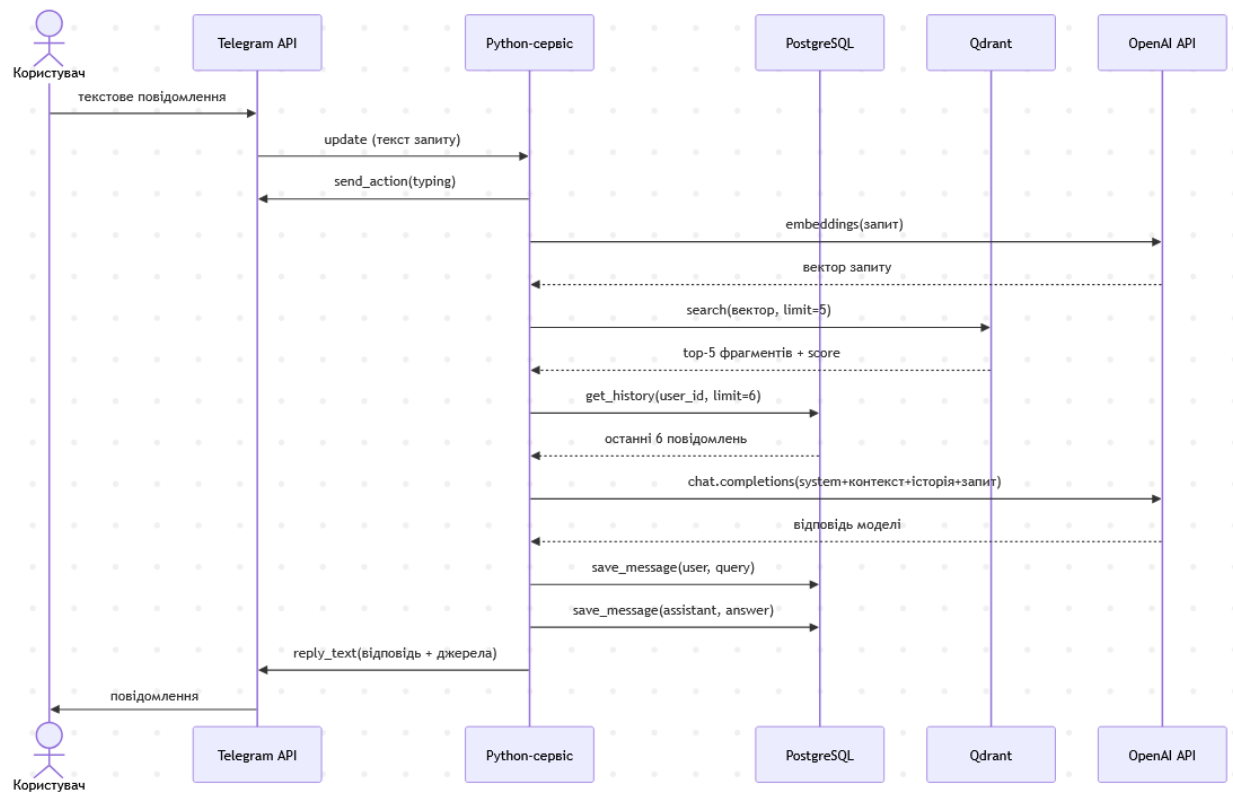 Telegram API
Python-сервіс
PostgreSQL
Qdrant
OpenAI API
Користувач
текстове повідомлення
update (текст запиту)
send_action(typing)
embeddings(запит)
вектор запиту
search(вектор, limit=5)
top-5 фрагментів + score
get_history(user_id, limit=6)
останні 6 повідомлень
chat.completions(system+контекст+історія+запит)
відповідь моделі
save_message(user, query)
save_message(assistant, answer)
reply_text(відповідь + джерела)
повідомлення
Telegram API
Python-сервіс
PostgreSQL
Qdrant
OpenAI API
Користувач